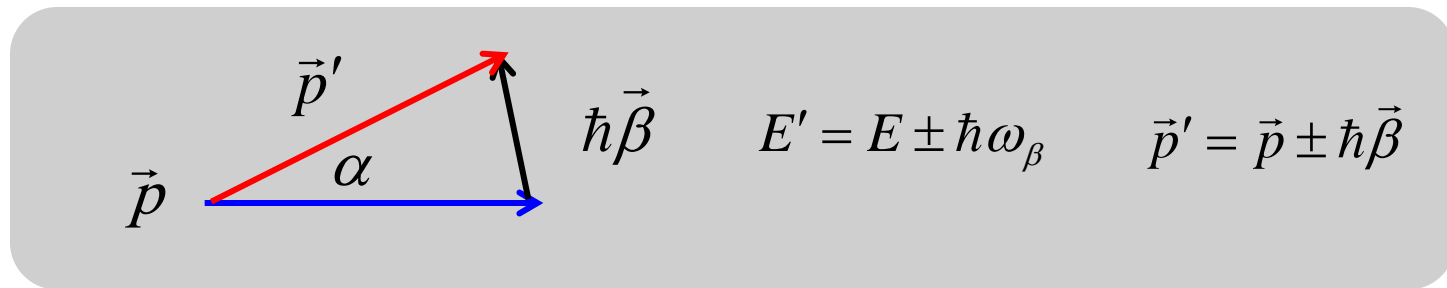 p⃗′
α
p⃗
ħβ⃗
E′ = E ± ħω_β
p⃗′ = p⃗ ± ħβ⃗